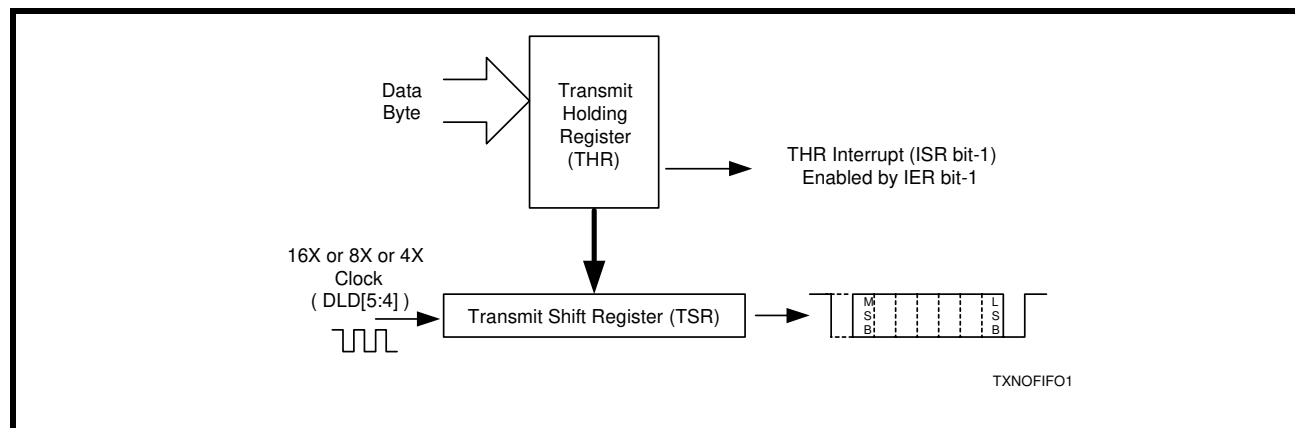 Data
Byte
Transmit
Holding
Register
(THR)
THR Interrupt (ISR bit-1)
Enabled by IER bit-1
16X or 8X or 4X
Clock
( DLD[5:4] )
Transmit Shift Register (TSR)
M
S
B
L
S
B
TXNOFIFO1